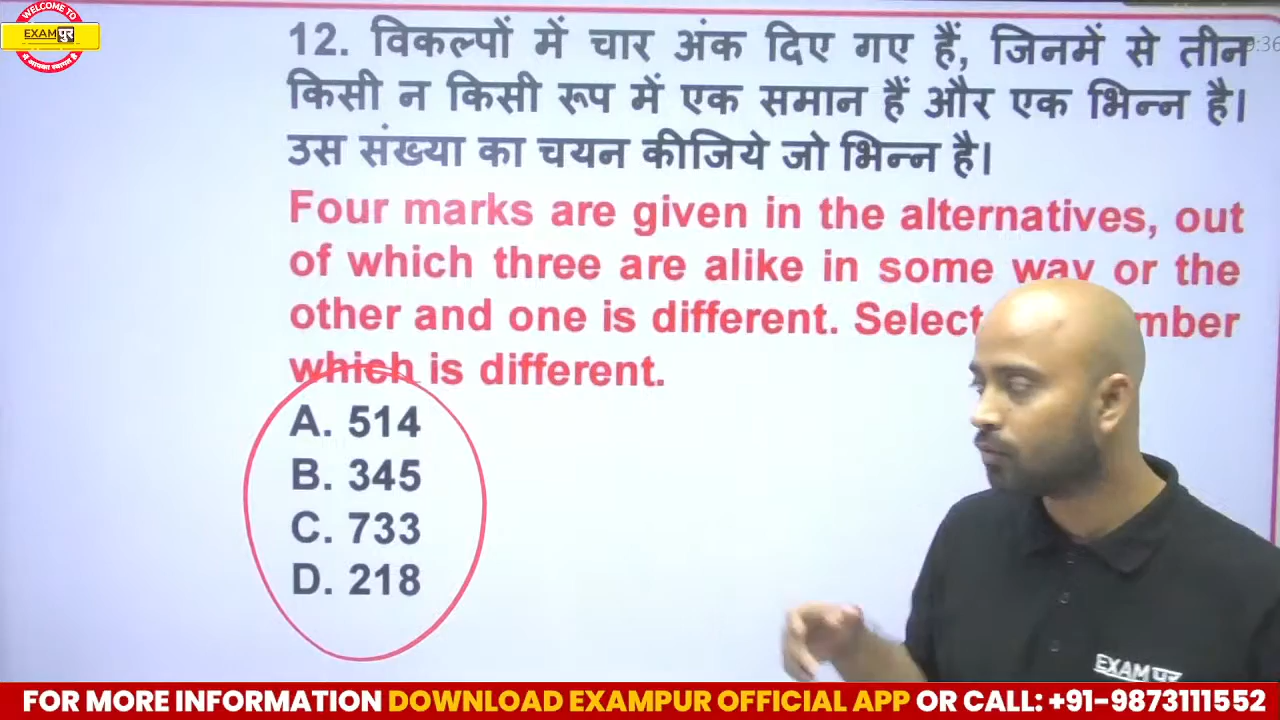 WELCOME TO
EXAMपुर
में आपका स्वागत है
12. विकल्पों में चार अंक दिए गए हैं, जिनमें से तीन
किसी न किसी रूप में एक समान हैं और एक भिन्न है।
उस संख्या का चयन कीजिये जो भिन्न है।
Four marks are given in the alternatives, out
of which three are alike in some way or the
other and one is different. Select
which is different.
A. 514
B. 345
C. 733
D. 218
EXAMपुर
FOR MORE INFORMATION DOWNLOAD EXAMPUR OFFICIAL APP OR CALL: +91-9873111552